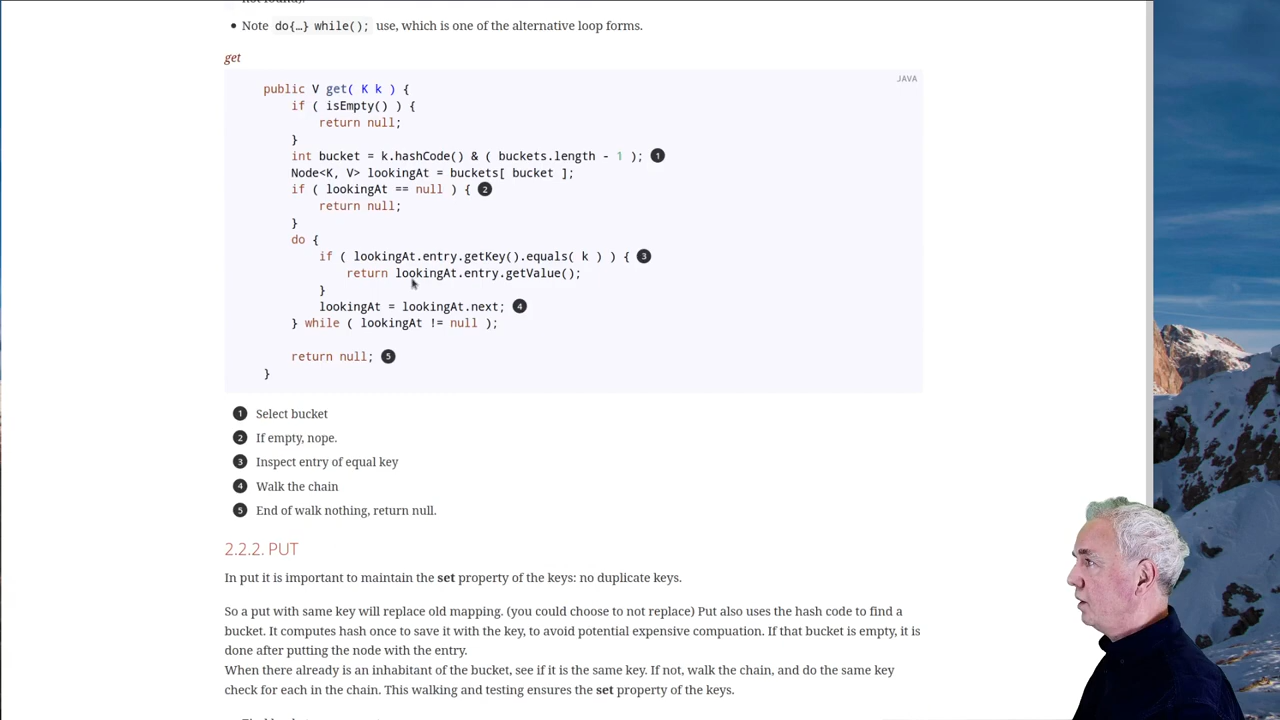 Note do{…} while(); use, which is one of the alternative loop forms.
get
JAVA
public V get( K k ) {
if ( isEmpty() ) {
return null;
}
int bucket = k.hashCode() & ( buckets.length - 1 ); 1
Node<K, V> lookingAt = buckets[ bucket ];
if ( lookingAt == null ) { 2
return null;
}
do {
if ( lookingAt.entry.getKey().equals( k ) ) { 3
return lookingAt.entry.getValue();
}
lookingAt = lookingAt.next; 4
} while ( lookingAt != null );
return null; 5
}
1 Select bucket
2 If empty, nope.
3 Inspect entry of equal key
4 Walk the chain
5 End of walk nothing, return null.
2.2.2. PUT
In put it is important to maintain the set property of the keys: no duplicate keys.
So a put with same key will replace old mapping. (you could choose to not replace) Put also uses the hash code to find a
bucket. It computes hash once to save it with the key, to avoid potential expensive compuation. If that bucket is empty, it is
done after putting the node with the entry.
When there already is an inhabitant of the bucket, see if it is the same key. If not, walk the chain, and do the same key
check for each in the chain. This walking and testing ensures the set property of the keys.